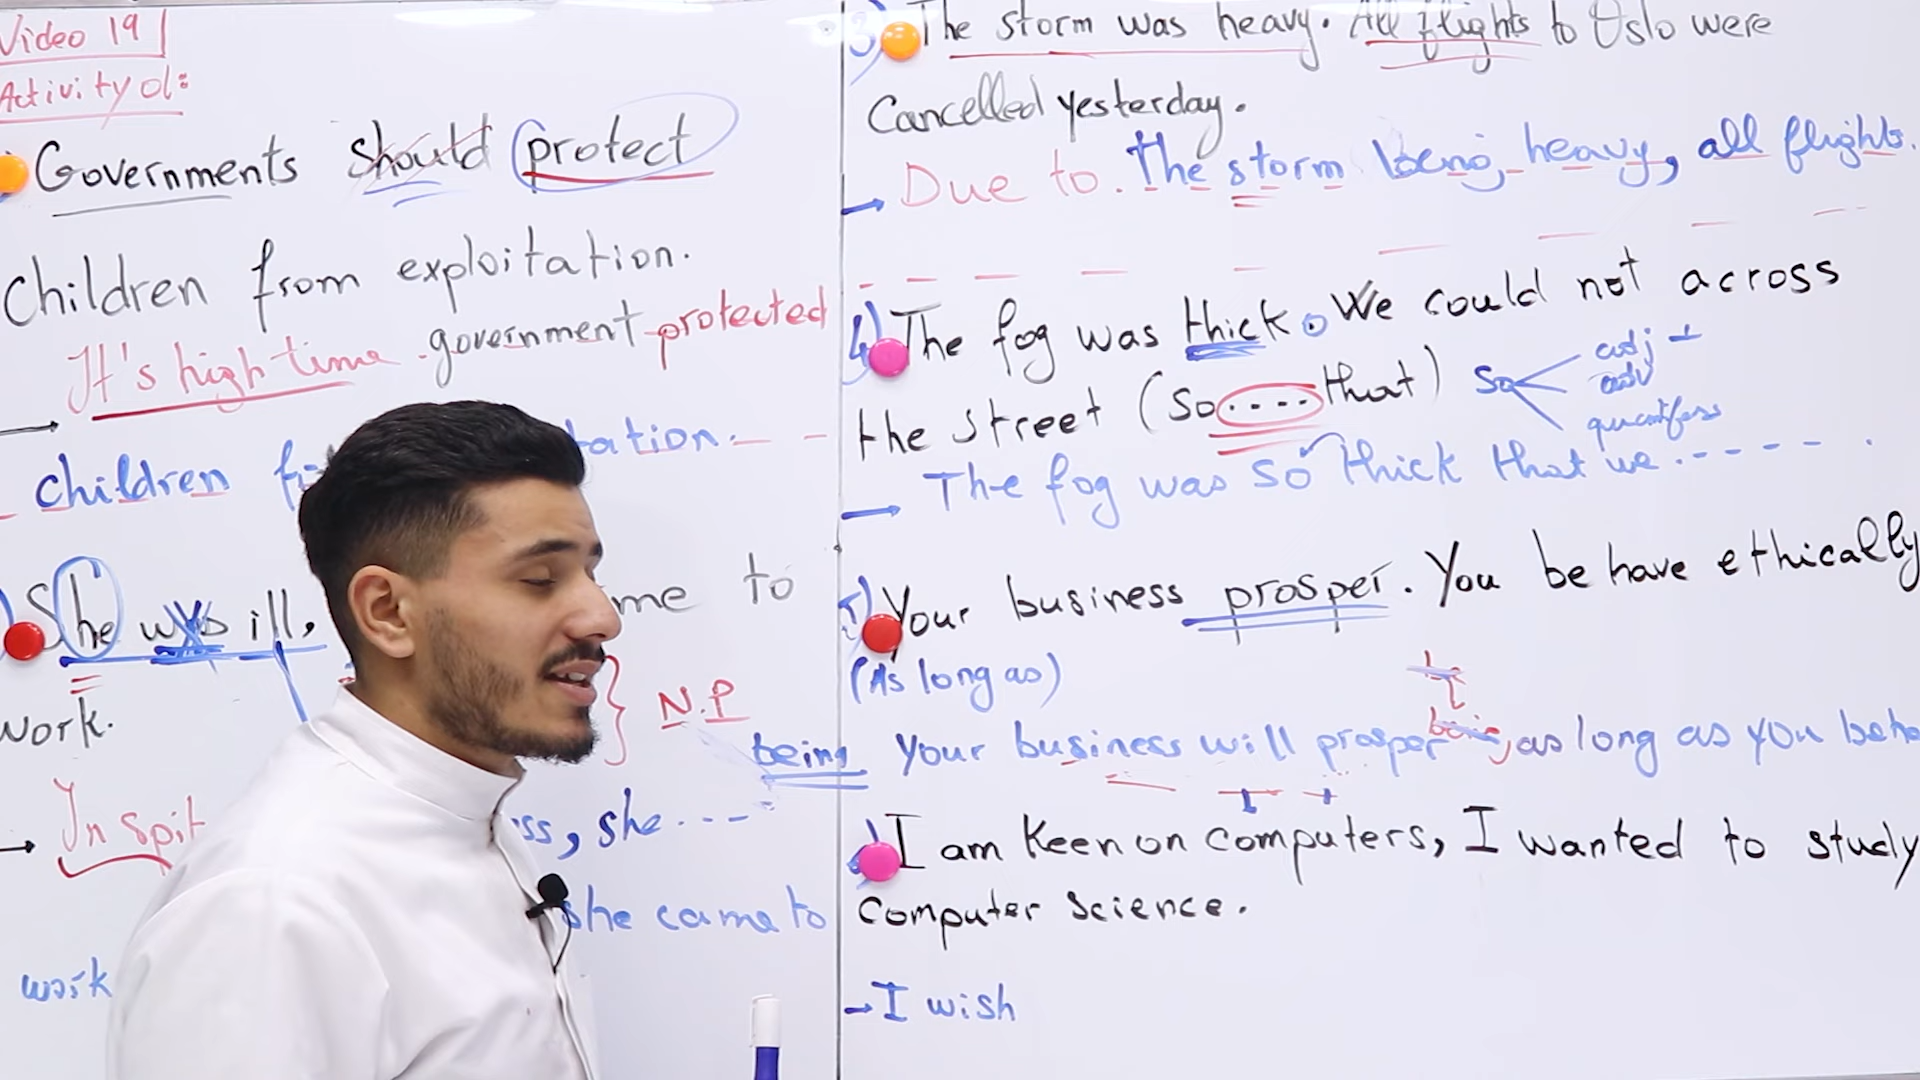 Video 19
Activity 01:
Governments should protect
Children from exploitation.
It's high time government protected
children tation.
She was ill, me to
work.
N.P
being
In spit ss, she
she came to
work
3) The storm was heavy. All flights to Oslo were
Cancelled yesterday.
Due to. The storm being heavy, all flights.
4) The fog was thick. We could not across
the street (so....that) so adj
adv
The fog was so thick that we
5) Your business prosper. You be have ethically
(As long as)
Your business will prosper, as long as you beha
I am Keen on computers, I wanted to study
Computer Science.
I wish